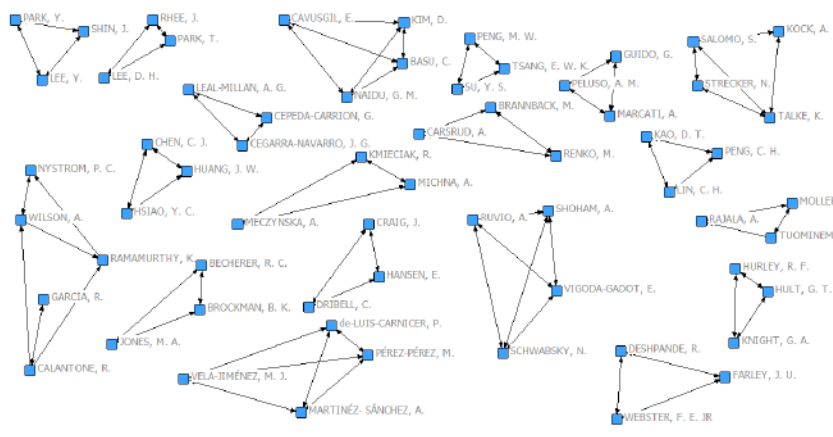 PARK, Y.
SHIN, J.
LEE, Y.
RHEE, J.
PARK, T.
LEE, D. H.
CAVUSGIL, E.
KIM, D.
BASU, C.
NAIDU, G. M.
PENG, M. W.
TSANG, E. W. K.
SU, Y. S.
GUIDO, G.
PELUSO, A. M.
MARCATI, A.
SALOMO, S.
KOCK, A.
STRECKER, N.
TALKE, K.
LEAL-MILLAN, A. G.
CEPEDA-CARRION, G.
CEGARRA-NAVARRO, J. G.
BRANNBACK, M.
CARSRUD, A.
RENKO, M.
KAO, D. T.
PENG, C. H.
LIN, C. H.
CHEN, C. J.
HUANG, J. W.
HSIAO, Y. C.
KMIECIAK, R.
MICHNA, A.
MECZYNSKA, A.
NYSTROM, P. C.
WILSON, A.
RAMAMURTHY, K.
GARCIA, R.
CALANTONE, R.
BECHERER, R. C.
BROCKMAN, B. K.
JONES, M. A.
CRAIG, J.
HANSEN, E.
DRIBELL, C.
RUVIO, A.
SHOHAM, A.
VIGODA-GADOT, E.
SCHWABSKY, N.
MOLLER
RAJALA, A.
TUOMINEM
HURLEY, R. F.
HULT, G. T.
KNIGHT, G. A.
de-LUIS-CARNICER, P.
PÉREZ-PÉREZ, M.
VELA-JIMÉNEZ, M. J.
MARTINÉZ- SÁNCHEZ, A.
DESHPANDE, R.
FARLEY, J. U.
WEBSTER, F. E. JR